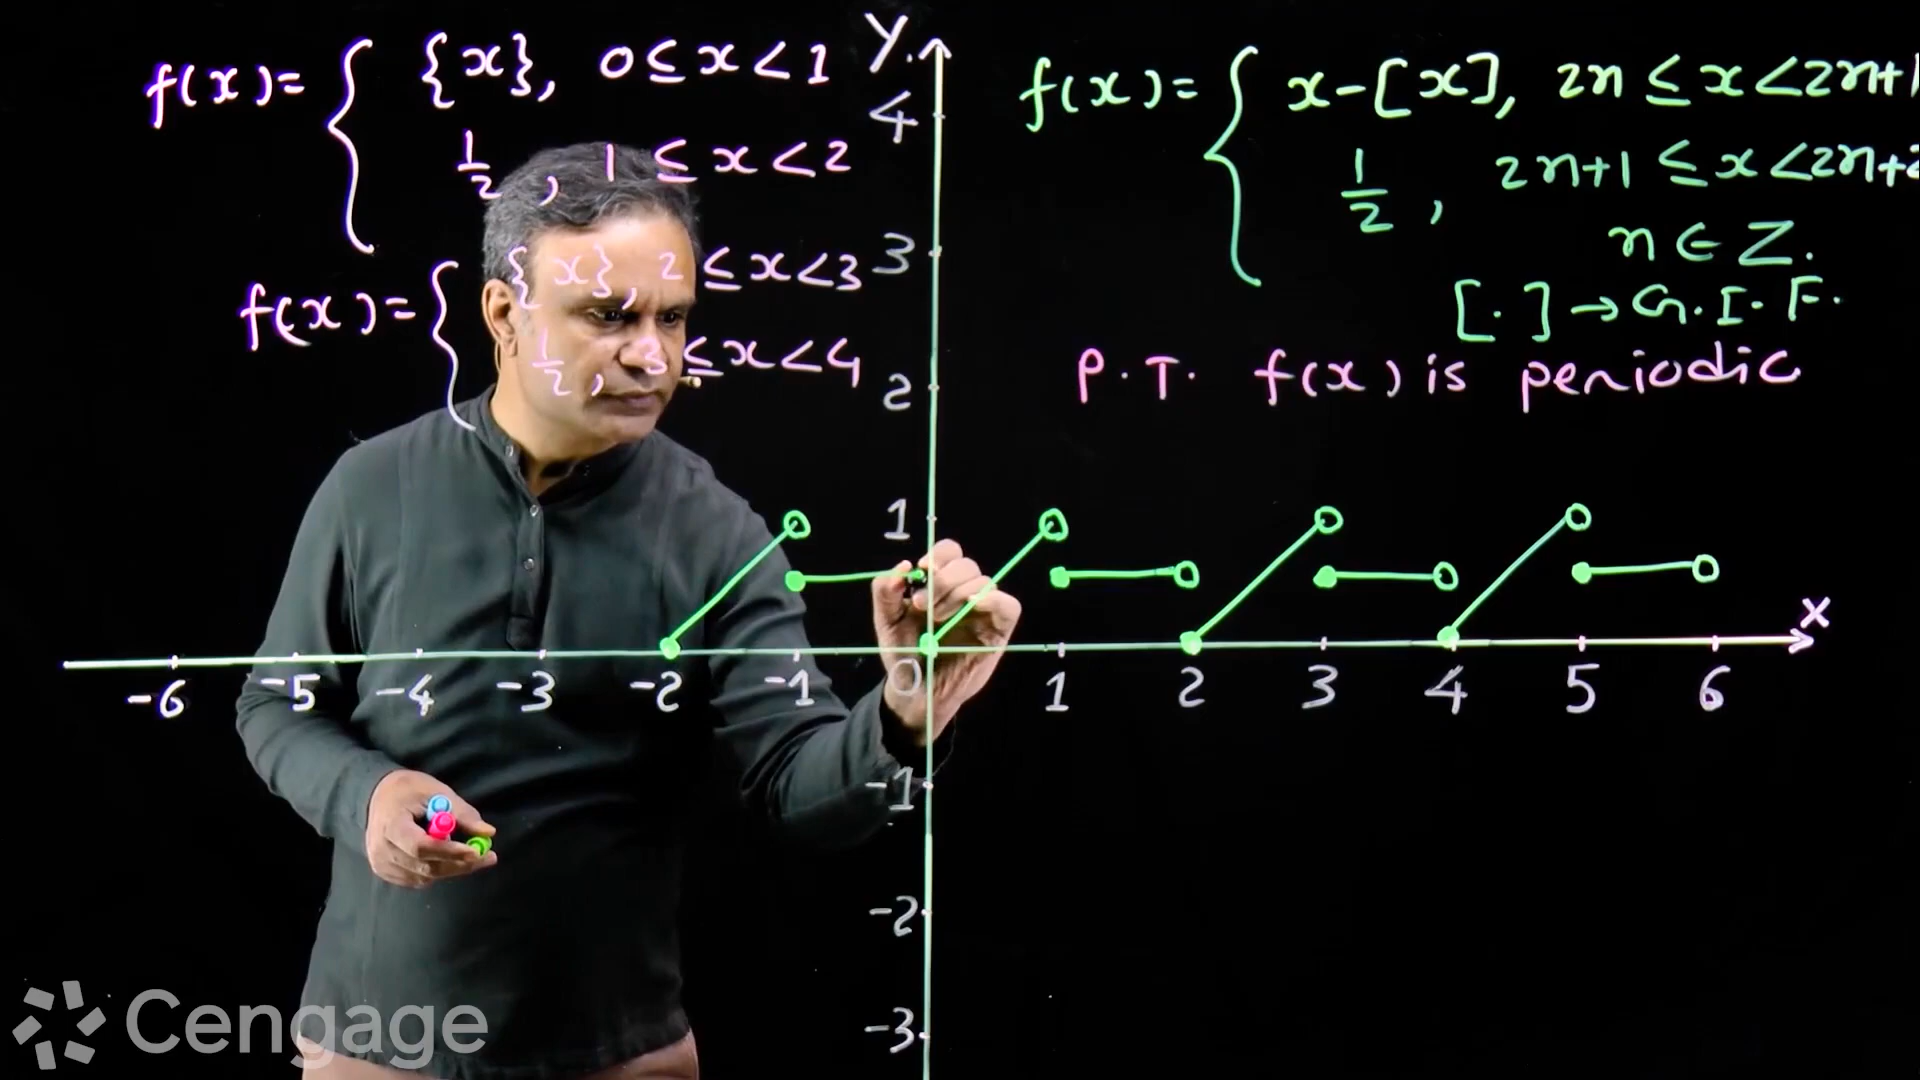 f(x)= { {x}, 0≤x<1
1/2, 1≤x<2
f(x)= { {x}, 2≤x<3
1/2, 3≤x<4
f(x)= { x-[x], 2n≤x<2n+1
1/2, 2n+1≤x<2n+2
n∈Z.
[.]→G.I.F.
P.T. f(x) is periodic
Y
4
3
2
1
X
-6 -5 -4 -3 -2 -1 0 1 2 3 4 5 6
-1
-2
-3
Cengage